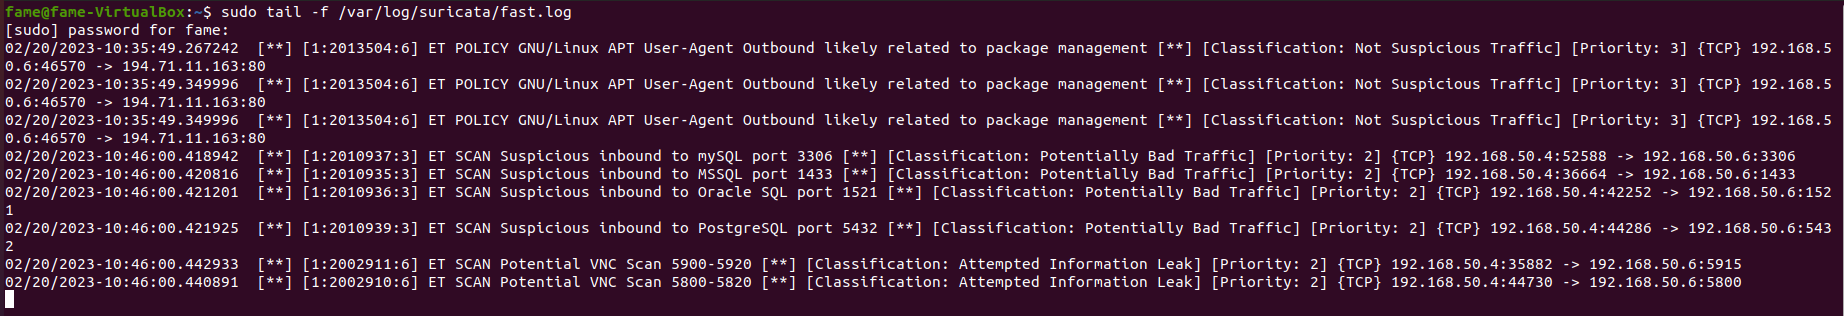 fame@fame-VirtualBox:~$ sudo tail -f /var/log/suricata/fast.log
[sudo] password for fame:
02/20/2023-10:35:49.267242  [**] [1:2013504:6] ET POLICY GNU/Linux APT User-Agent Outbound likely related to package management [**] [Classification: Not Suspicious Traffic] [Priority: 3] {TCP} 192.168.5
0.6:46570 -> 194.71.11.163:80
02/20/2023-10:35:49.349996  [**] [1:2013504:6] ET POLICY GNU/Linux APT User-Agent Outbound likely related to package management [**] [Classification: Not Suspicious Traffic] [Priority: 3] {TCP} 192.168.5
0.6:46570 -> 194.71.11.163:80
02/20/2023-10:35:49.349996  [**] [1:2013504:6] ET POLICY GNU/Linux APT User-Agent Outbound likely related to package management [**] [Classification: Not Suspicious Traffic] [Priority: 3] {TCP} 192.168.5
0.6:46570 -> 194.71.11.163:80
02/20/2023-10:46:00.418942  [**] [1:2010937:3] ET SCAN Suspicious inbound to mySQL port 3306 [**] [Classification: Potentially Bad Traffic] [Priority: 2] {TCP} 192.168.50.4:52588 -> 192.168.50.6:3306
02/20/2023-10:46:00.420816  [**] [1:2010935:3] ET SCAN Suspicious inbound to MSSQL port 1433 [**] [Classification: Potentially Bad Traffic] [Priority: 2] {TCP} 192.168.50.4:36664 -> 192.168.50.6:1433
02/20/2023-10:46:00.421201  [**] [1:2010936:3] ET SCAN Suspicious inbound to Oracle SQL port 1521 [**] [Classification: Potentially Bad Traffic] [Priority: 2] {TCP} 192.168.50.4:42252 -> 192.168.50.6:152
1
02/20/2023-10:46:00.421925  [**] [1:2010939:3] ET SCAN Suspicious inbound to PostgreSQL port 5432 [**] [Classification: Potentially Bad Traffic] [Priority: 2] {TCP} 192.168.50.4:44286 -> 192.168.50.6:543
2
02/20/2023-10:46:00.442933  [**] [1:2002911:6] ET SCAN Potential VNC Scan 5900-5920 [**] [Classification: Attempted Information Leak] [Priority: 2] {TCP} 192.168.50.4:35882 -> 192.168.50.6:5915
02/20/2023-10:46:00.440891  [**] [1:2002910:6] ET SCAN Potential VNC Scan 5800-5820 [**] [Classification: Attempted Information Leak] [Priority: 2] {TCP} 192.168.50.4:44730 -> 192.168.50.6:5800